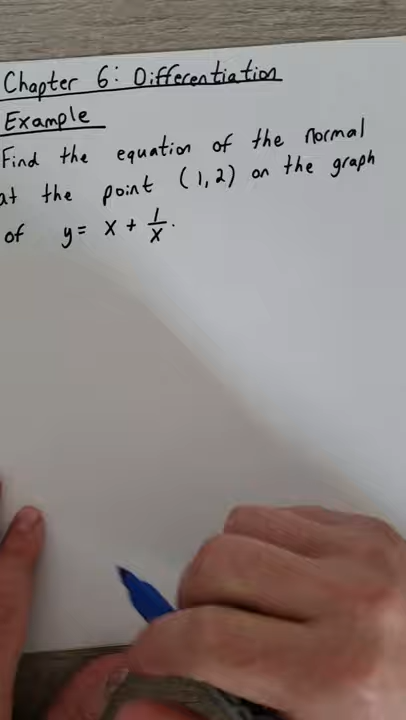 Chapter 6: Differentiation
Example
Find the equation of the normal
at the point (1,2) on the graph
of y = x + 1/x.